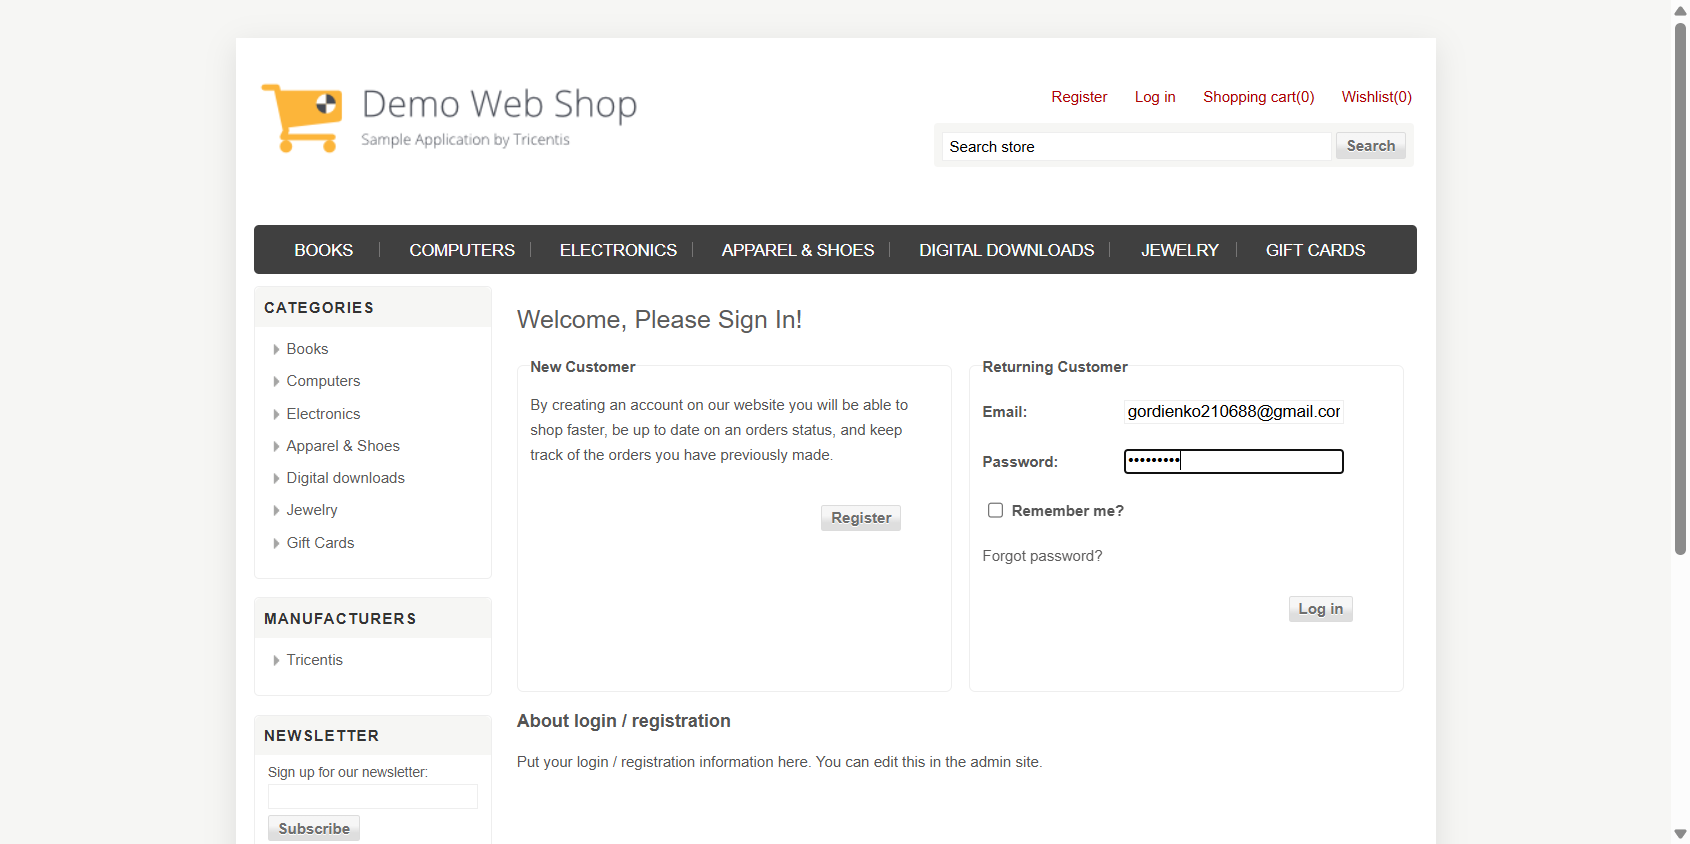 Demo Web Shop
Sample Application by Tricentis
Register Log in Shopping cart(0) Wishlist(0)
Search store Search
BOOKS COMPUTERS ELECTRONICS APPAREL & SHOES DIGITAL DOWNLOADS JEWELRY GIFT CARDS
CATEGORIES
Books
Computers
Electronics
Apparel & Shoes
Digital downloads
Jewelry
Gift Cards
MANUFACTURERS
Tricentis
NEWSLETTER
Sign up for our newsletter:
Subscribe
Welcome, Please Sign In!
New Customer
By creating an account on our website you will be able to
shop faster, be up to date on an orders status, and keep
track of the orders you have previously made.
Register
Returning Customer
Email: gordienko210688@gmail.com
Password: •••••••••
Remember me?
Forgot password?
Log in
About login / registration
Put your login / registration information here. You can edit this in the admin site.